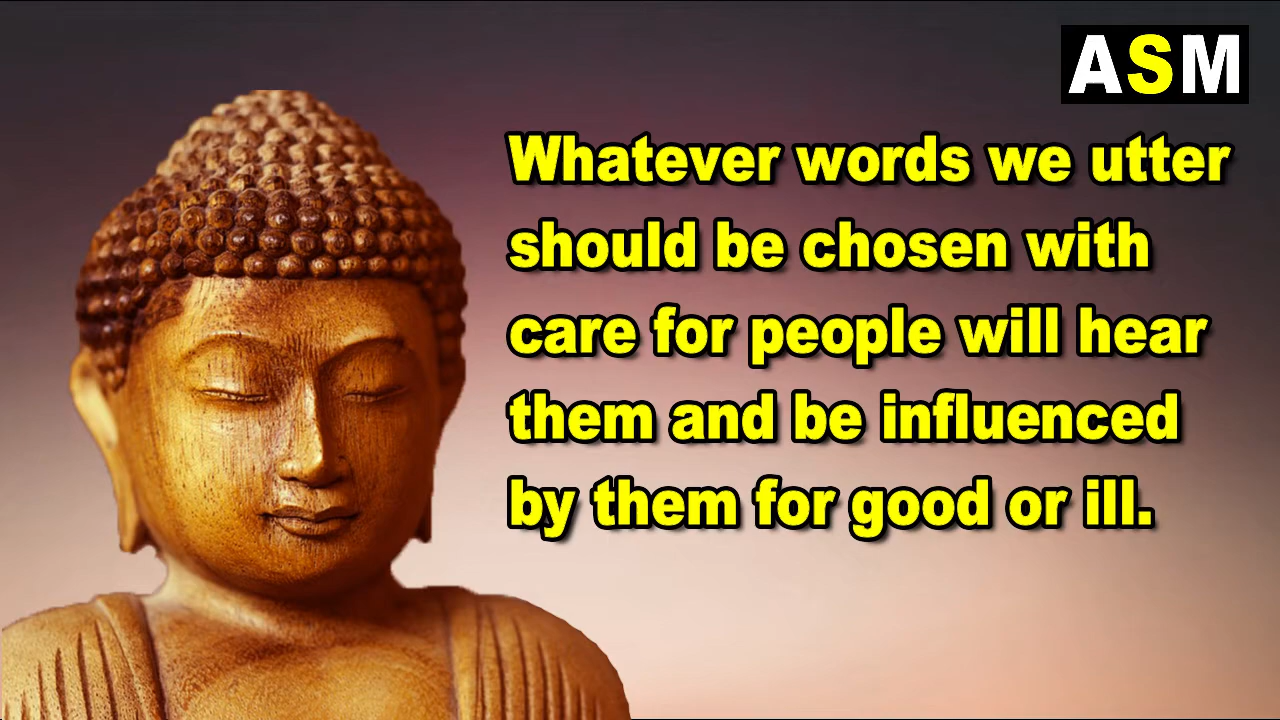 ASM
Whatever words we utter
should be chosen with
care for people will hear
them and be influenced
by them for good or ill.